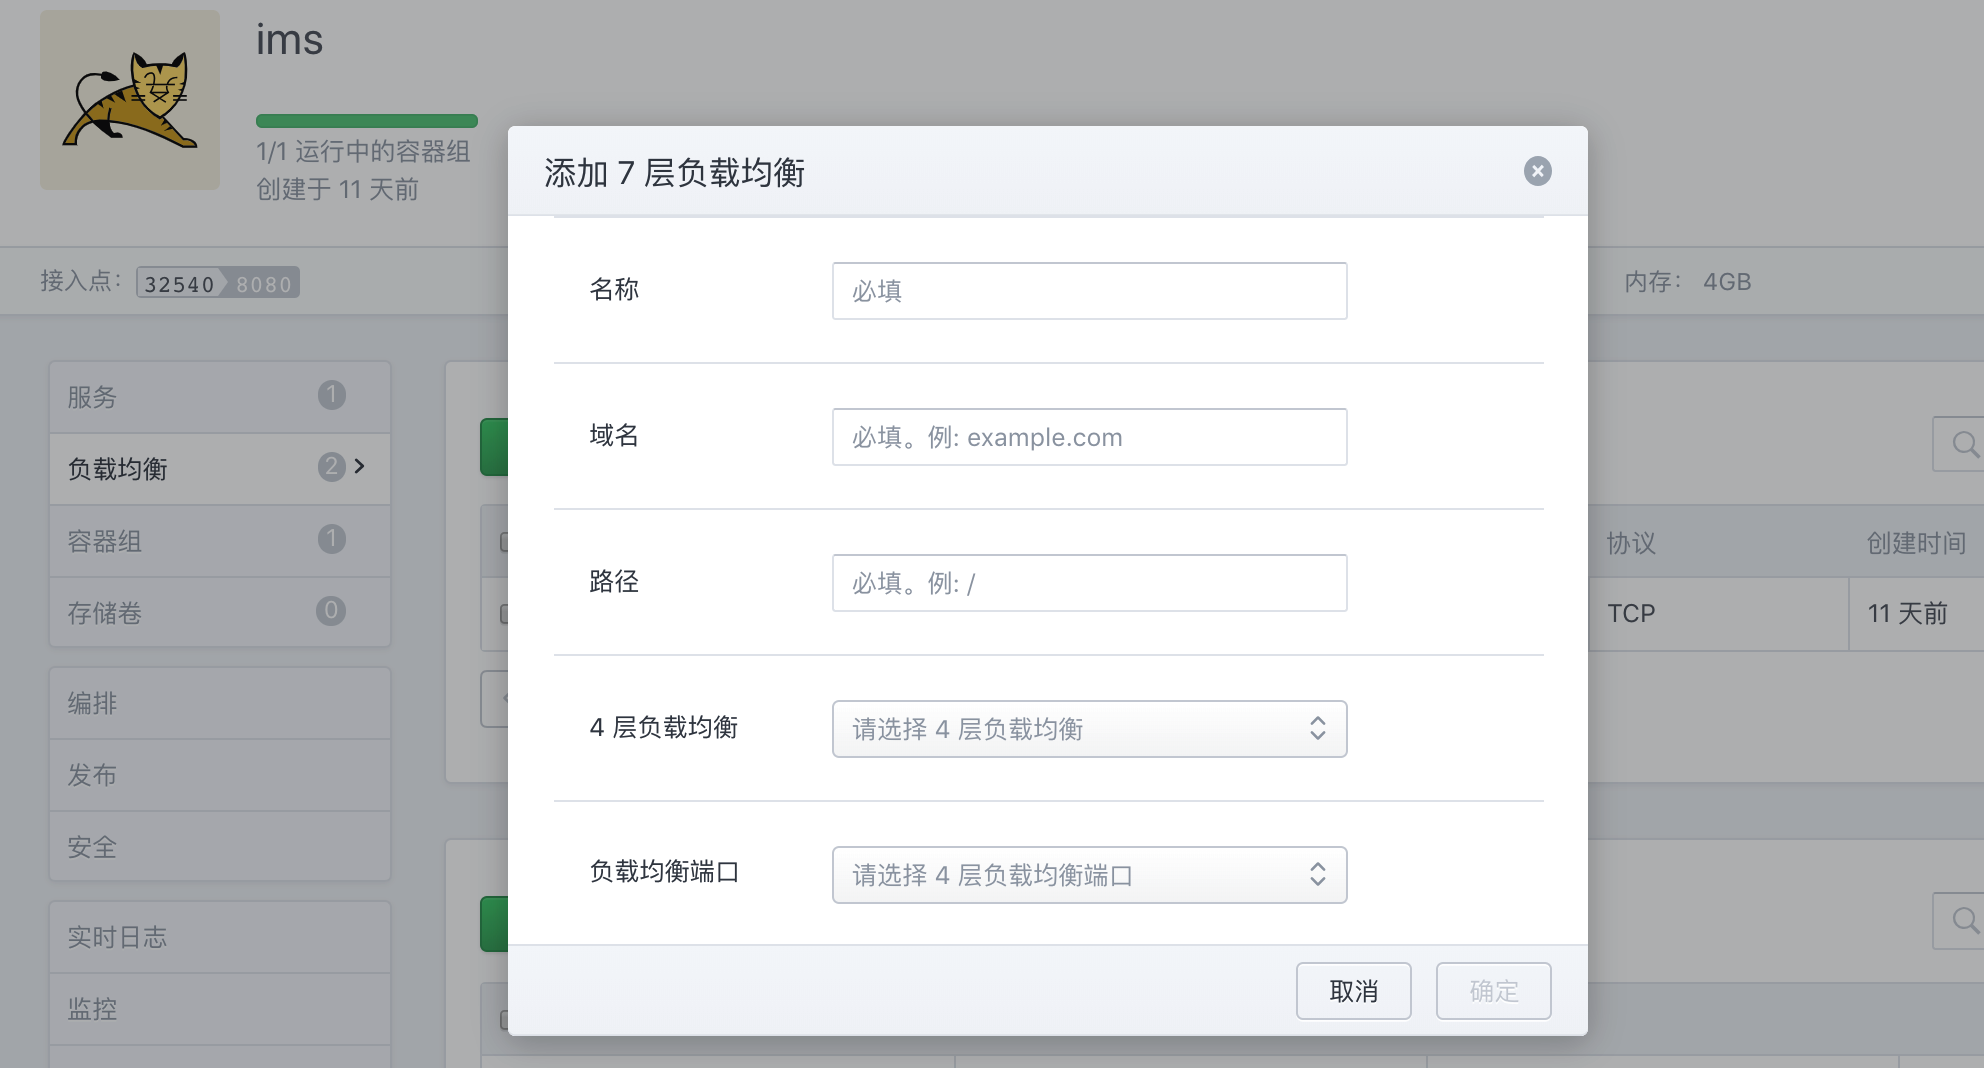 ims
1/1 运行中的容器组
创建于 11 天前
接入点: 32540 8080
内存: 4GB
服务 1
负载均衡 2
容器组 1
存储卷 0
编排
发布
安全
实时日志
监控
添加 7 层负载均衡
名称 必填
域名 必填。例: example.com
路径 必填。例: /
4 层负载均衡 请选择 4 层负载均衡
负载均衡端口 请选择 4 层负载均衡端口
取消 确定
协议 创建时间
TCP 11 天前